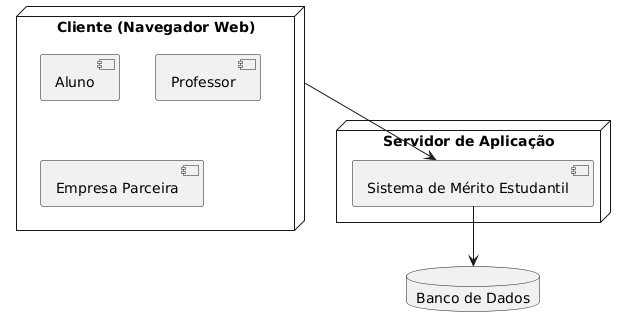 Cliente (Navegador Web)
Aluno
Professor
Empresa Parceira
Servidor de Aplicação
Sistema de Mérito Estudantil
Banco de Dados